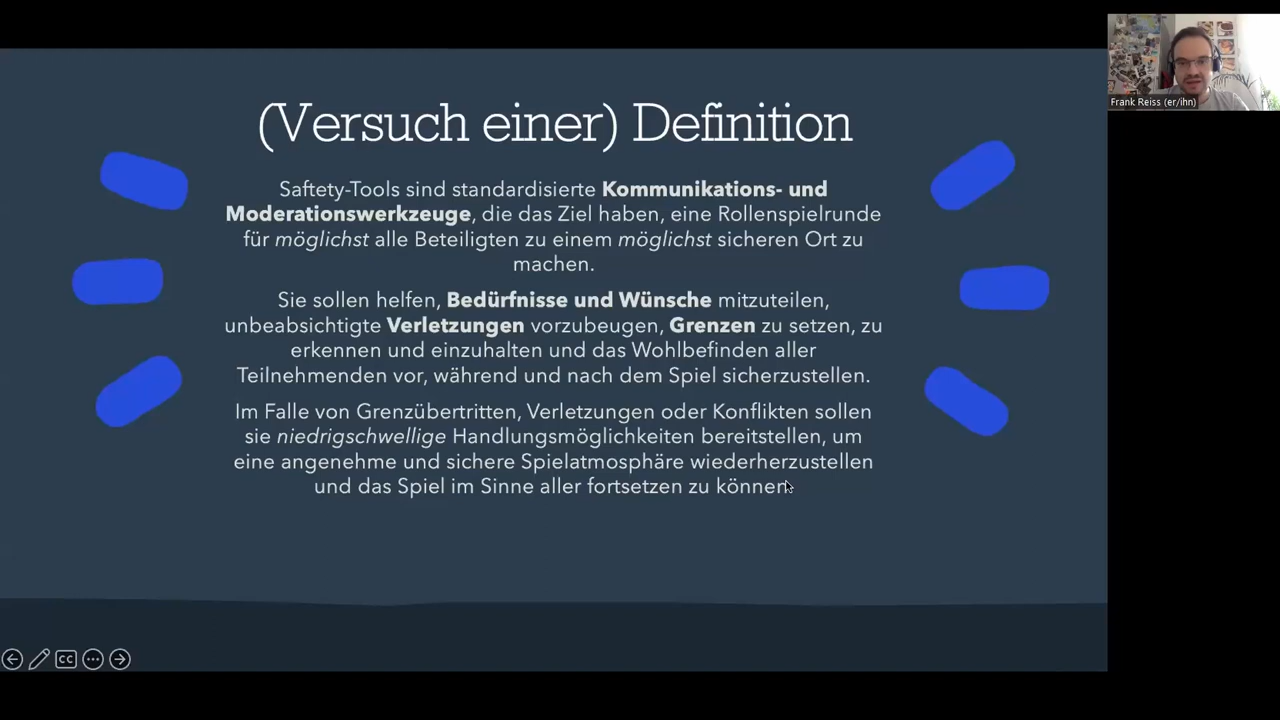 (Versuch einer) Definition
Saftety-Tools sind standardisierte Kommunikations- und
Moderationswerkzeuge, die das Ziel haben, eine Rollenspielrunde
für möglichst alle Beteiligten zu einem möglichst sicheren Ort zu
machen.
Sie sollen helfen, Bedürfnisse und Wünsche mitzuteilen,
unbeabsichtigte Verletzungen vorzubeugen, Grenzen zu setzen, zu
erkennen und einzuhalten und das Wohlbefinden aller
Teilnehmenden vor, während und nach dem Spiel sicherzustellen.
Im Falle von Grenzübertritten, Verletzungen oder Konflikten sollen
sie niedrigschwellige Handlungsmöglichkeiten bereitstellen, um
eine angenehme und sichere Spielatmosphäre wiederherzustellen
und das Spiel im Sinne aller fortsetzen zu können.
Frank Reiss (er/ihn)
CC